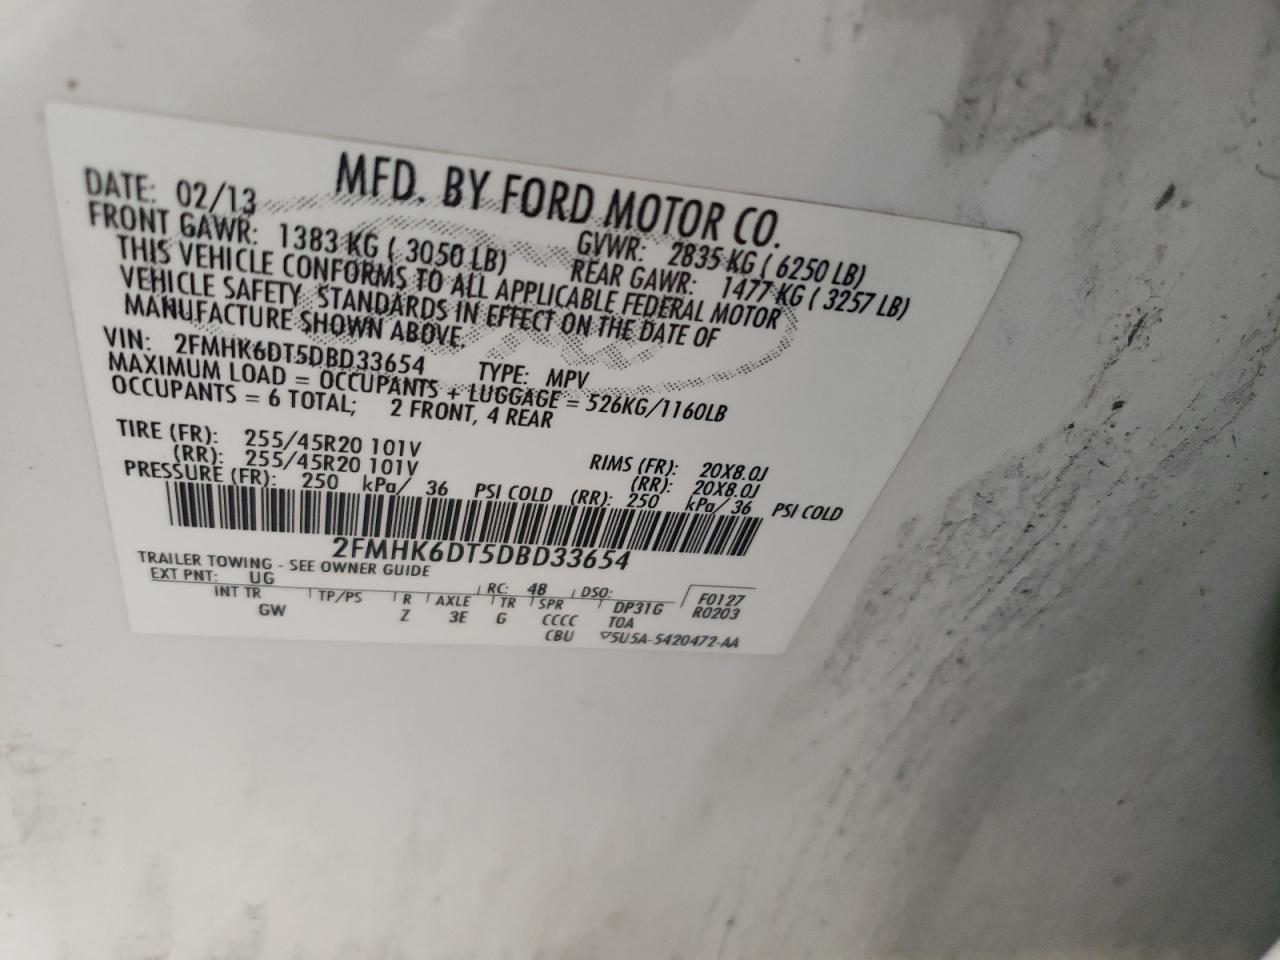 MFD. BY FORD MOTOR CO.
DATE: 02/13 GVWR: 2835 KG ( 6250 LB)
FRONT GAWR: 1383 KG ( 3050 LB) REAR GAWR: 1477 KG ( 3257 LB)
THIS VEHICLE CONFORMS TO ALL APPLICABLE FEDERAL MOTOR
VEHICLE SAFETY STANDARDS IN EFFECT ON THE DATE OF
MANUFACTURE SHOWN ABOVE.
VIN: 2FMHK6DT5DBD33654 TYPE: MPV
MAXIMUM LOAD = OCCUPANTS + LUGGAGE = 526KG/1160LB
OCCUPANTS = 6 TOTAL; 2 FRONT, 4 REAR
TIRE (FR): 255/45R20 101V RIMS (FR): 20X8.0J
(RR): 255/45R20 101V (RR): 20X8.0J
PRESSURE (FR): 250 kPa/ 36 PSI COLD (RR): 250 kPa/ 36 PSI COLD
2FMHK6DT5DBD33654
TRAILER TOWING - SEE OWNER GUIDE
EXT PNT: UG RC: 48 DSO: F0127
INT TR TP/PS R AXLE TR SPR DP31G R0203
GW Z 3E G CCCC TOA
CBU ▽5U5A-5420472-AA